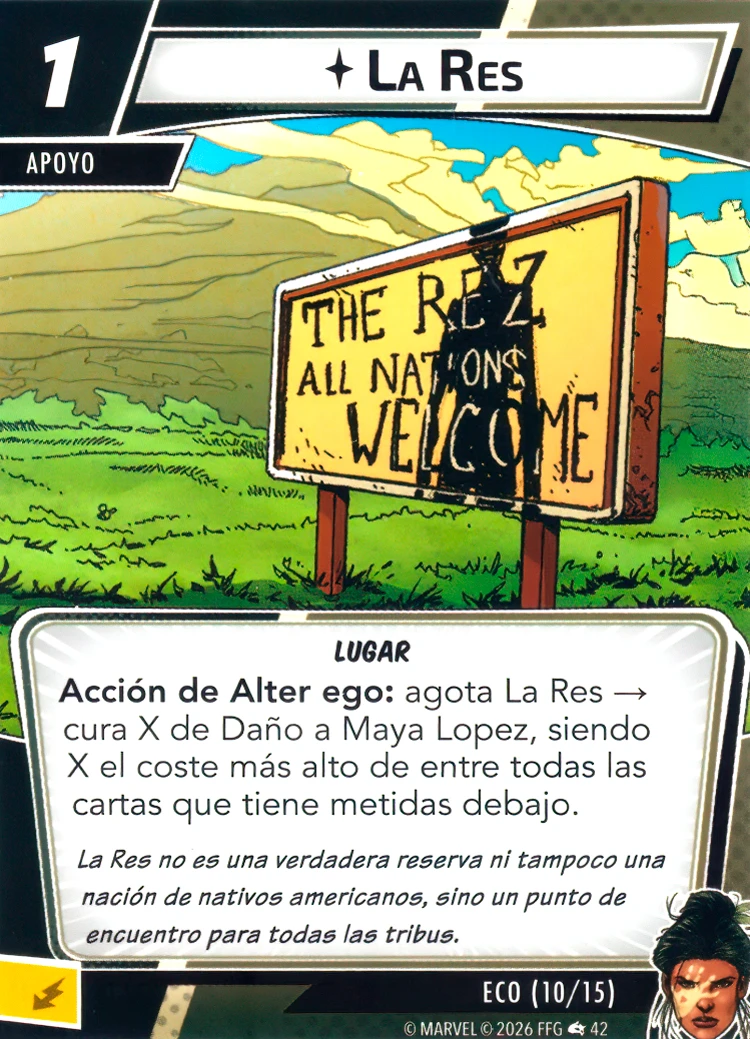 1
LA RES
APOYO
THE REZ
ALL NATIONS
WELCOME
LUGAR
Acción de Alter ego: agota La Res →
cura X de Daño a Maya Lopez, siendo
X el coste más alto de entre todas las
cartas que tiene metidas debajo.
La Res no es una verdadera reserva ni tampoco una
nación de nativos americanos, sino un punto de
encuentro para todas las tribus.
ECO (10/15)
© MARVEL © 2026 FFG 42